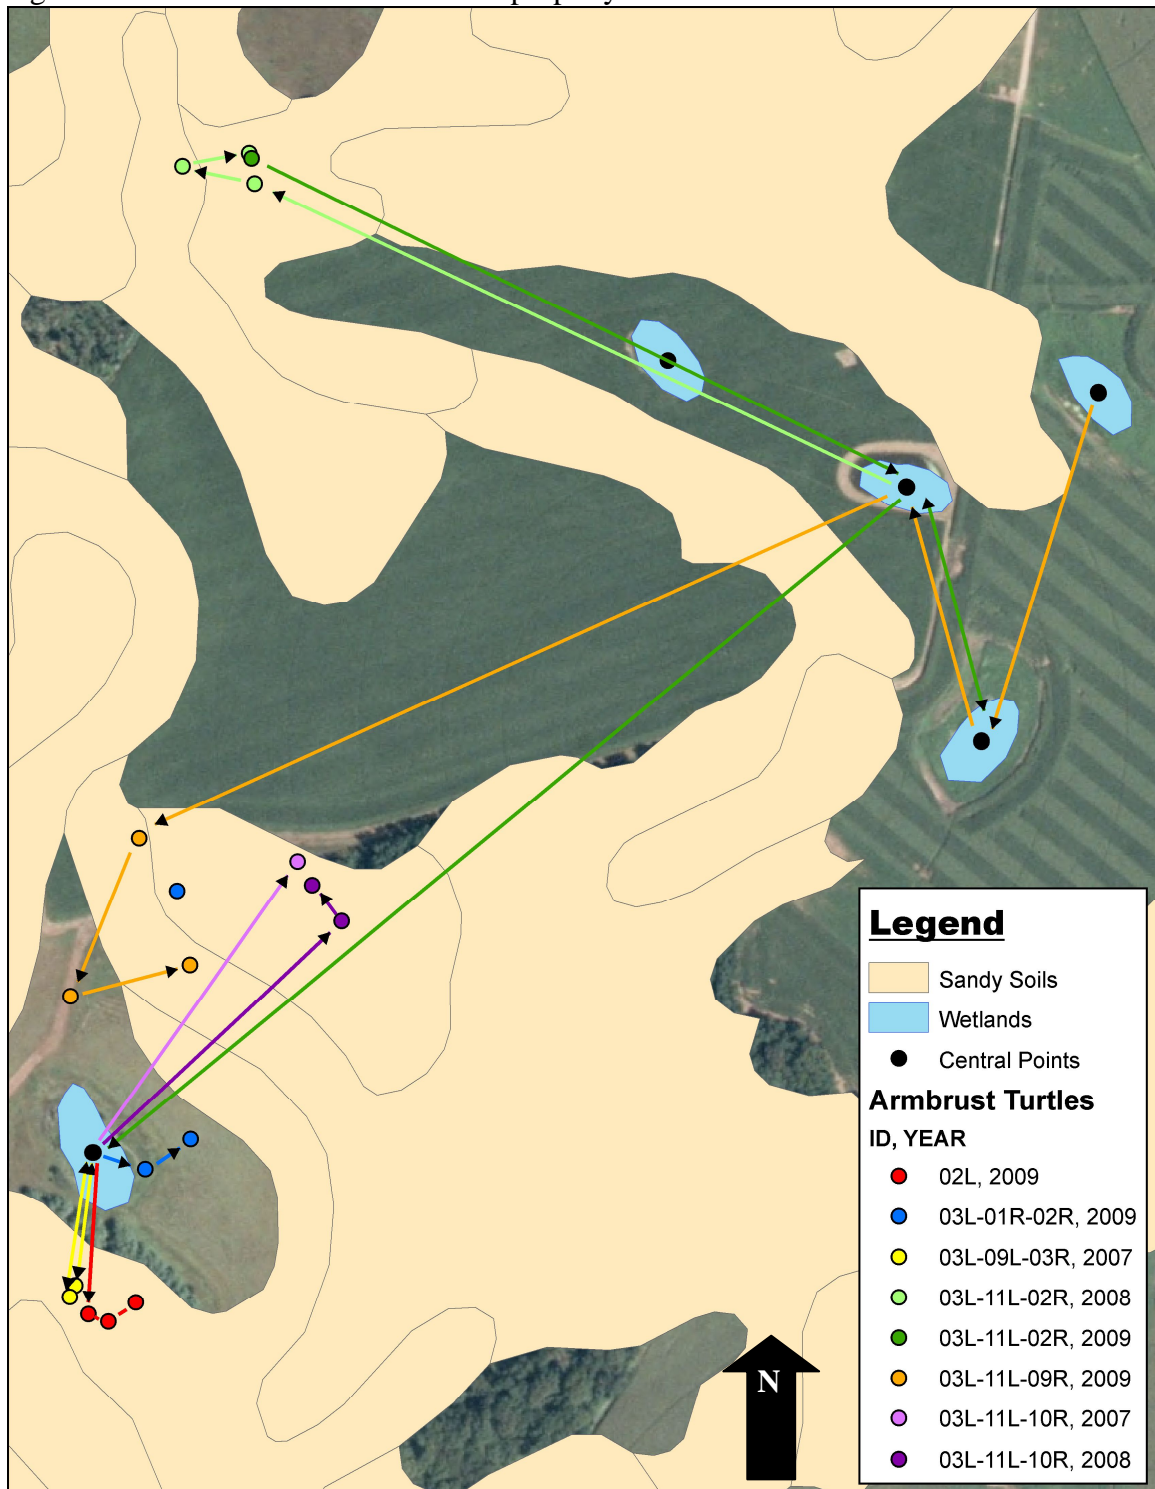 N
Legend
Sandy Soils
Wetlands
Central Points
Armbrust Turtles
ID, YEAR
02L, 2009
03L-01R-02R, 2009
03L-09L-03R, 2007
03L-11L-02R, 2008
03L-11L-02R, 2009
03L-11L-09R, 2009
03L-11L-10R, 2007
03L-11L-10R, 2008